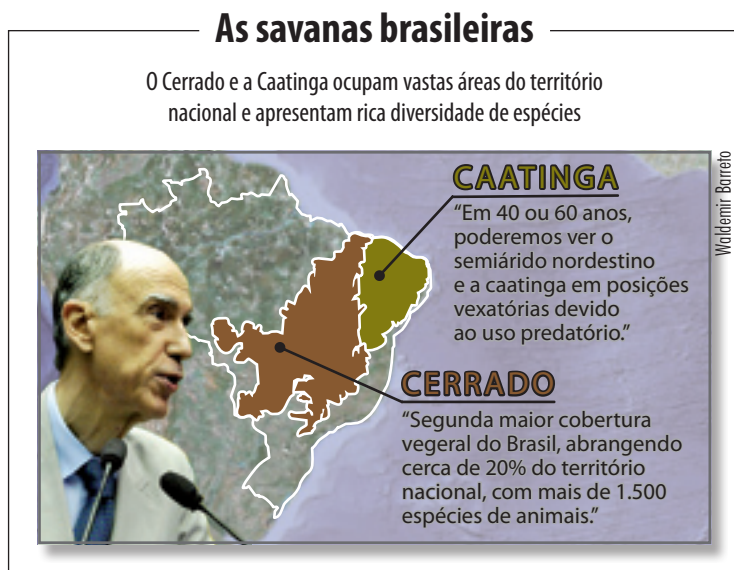 As savanas brasileiras
O Cerrado e a Caatinga ocupam vastas áreas do território
nacional e apresentam rica diversidade de espécies
Waldemir Barreto
CAATINGA
“Em 40 ou 60 anos,
poderemos ver o
semiárido nordestino
e a caatinga em posições
vexatórias devido
ao uso predatório.”
CERRADO
“Segunda maior cobertura
vegeral do Brasil, abrangendo
cerca de 20% do território
nacional, com mais de 1.500
espécies de animais.”